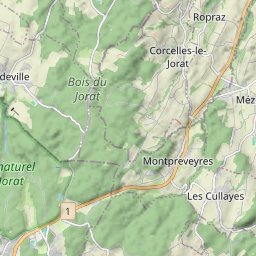 Ropraz
Corcelles-le-
Jorat
deville
Bois du
Jorat
Méz
Montpreveyres
naturel
Jorat
Les Cullayes
1